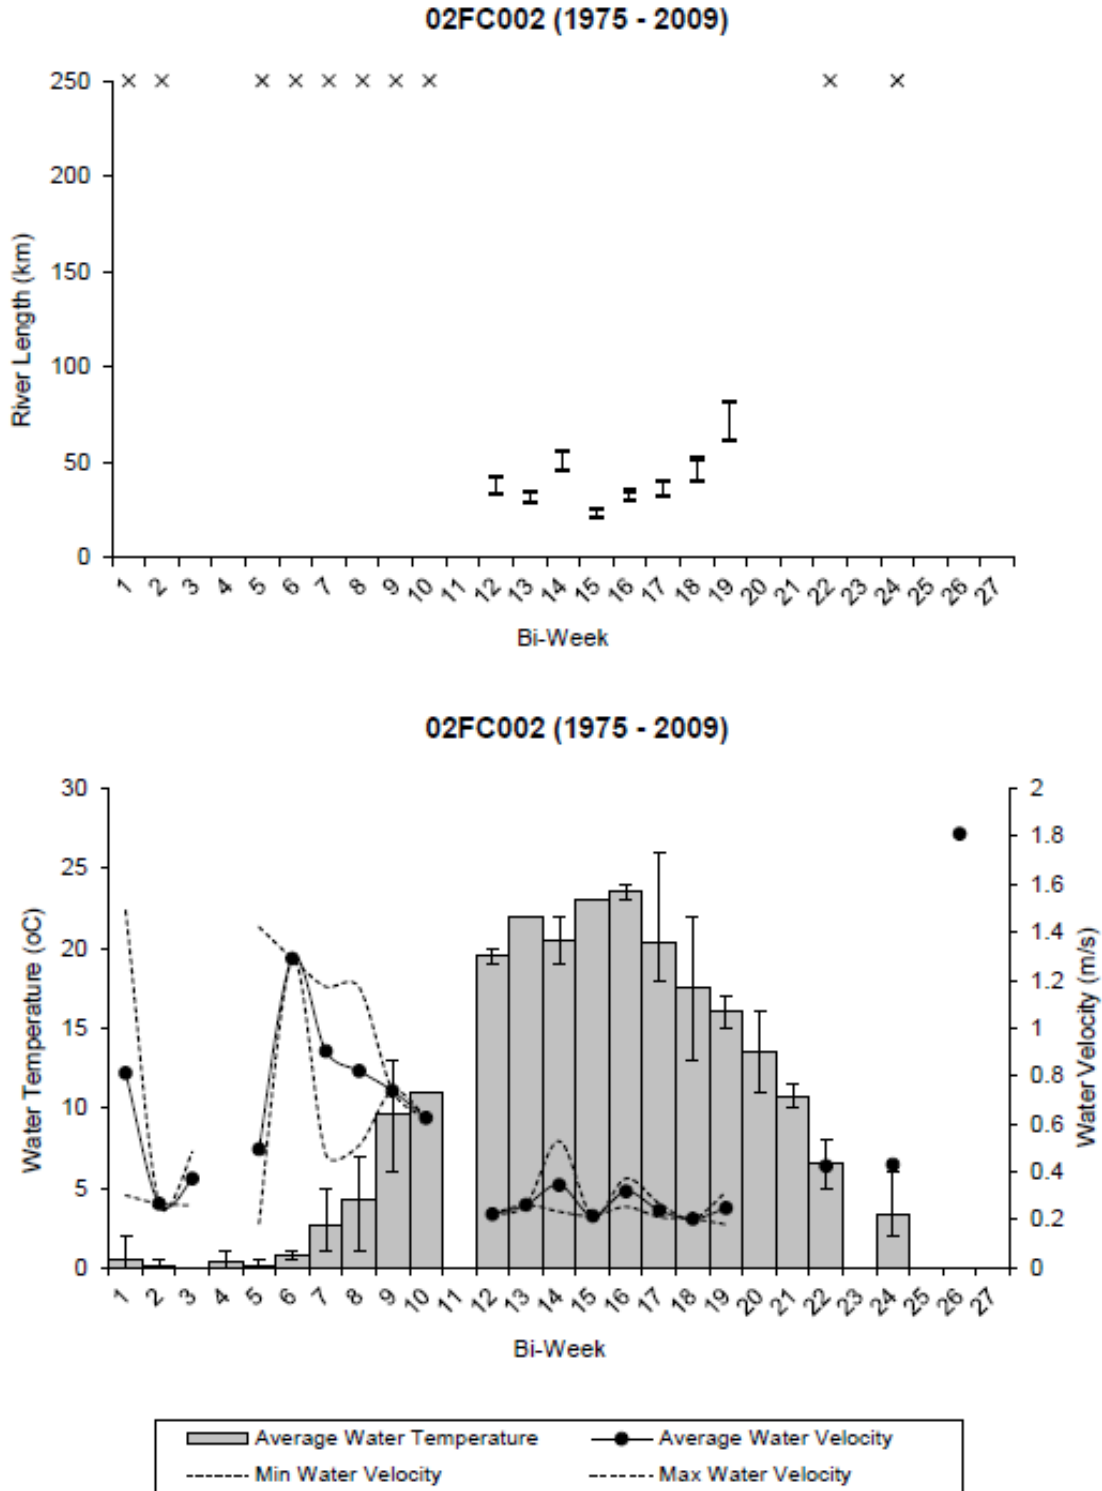 02FC002 (1975 - 2009)
250
200
150
100
50
0
River Length (km)
1 2 3 4 5 6 7 8 9 10 11 12 13 14 15 16 17 18 19 20 21 22 23 24 25 26 27
Bi-Week
02FC002 (1975 - 2009)
30
25
20
15
10
5
0
Water Temperature (oC)
2
1.8
1.6
1.4
1.2
1
0.8
0.6
0.4
0.2
0
Water Velocity (m/s)
1 2 3 4 5 6 7 8 9 10 11 12 13 14 15 16 17 18 19 20 21 22 23 24 25 26 27
Bi-Week
Average Water Temperature Average Water Velocity
Min Water Velocity Max Water Velocity